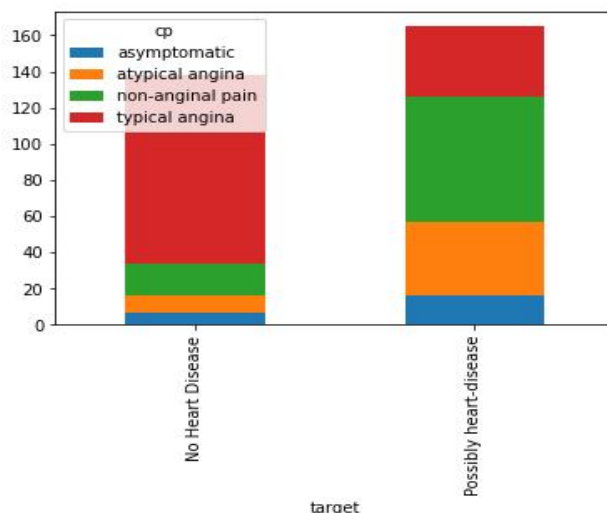 cp
asymptomatic
atypical angina
non-anginal pain
typical angina
160
140
120
100
80
60
40
20
0
No Heart Disease
Possibly heart-disease
target